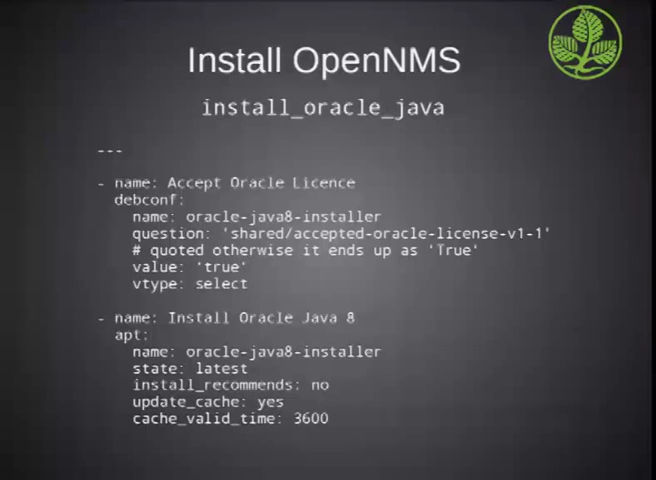 Install OpenNMS
install_oracle_java
---
- name: Accept Oracle Licence
debconf:
name: oracle-java8-installer
question: 'shared/accepted-oracle-license-v1-1'
# quoted otherwise it ends up as 'True'
value: 'true'
vtype: select
- name: Install Oracle Java 8
apt:
name: oracle-java8-installer
state: latest
install_recommends: no
update_cache: yes
cache_valid_time: 3600